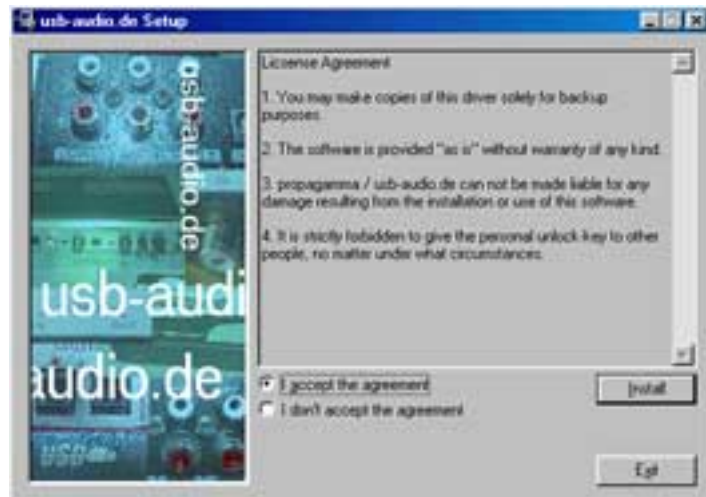 usb-audio.de Setup
usb-audio.de
usb-audi
audio.de
USB
Licsense Agreement
1. You may make copies of this driver solely for backup
purposes.
2. The software is provided "as is" without warranty of any kind.
3. propagamma / usb-audio.de can not be made liable for any
damage resulting from the installation or use of this software.
4. It is strictly forbidden to give the personal unlock-key to other
people, no matter under what circumstances.
I accept the agreement
I don't accept the agreement
Install
Exit